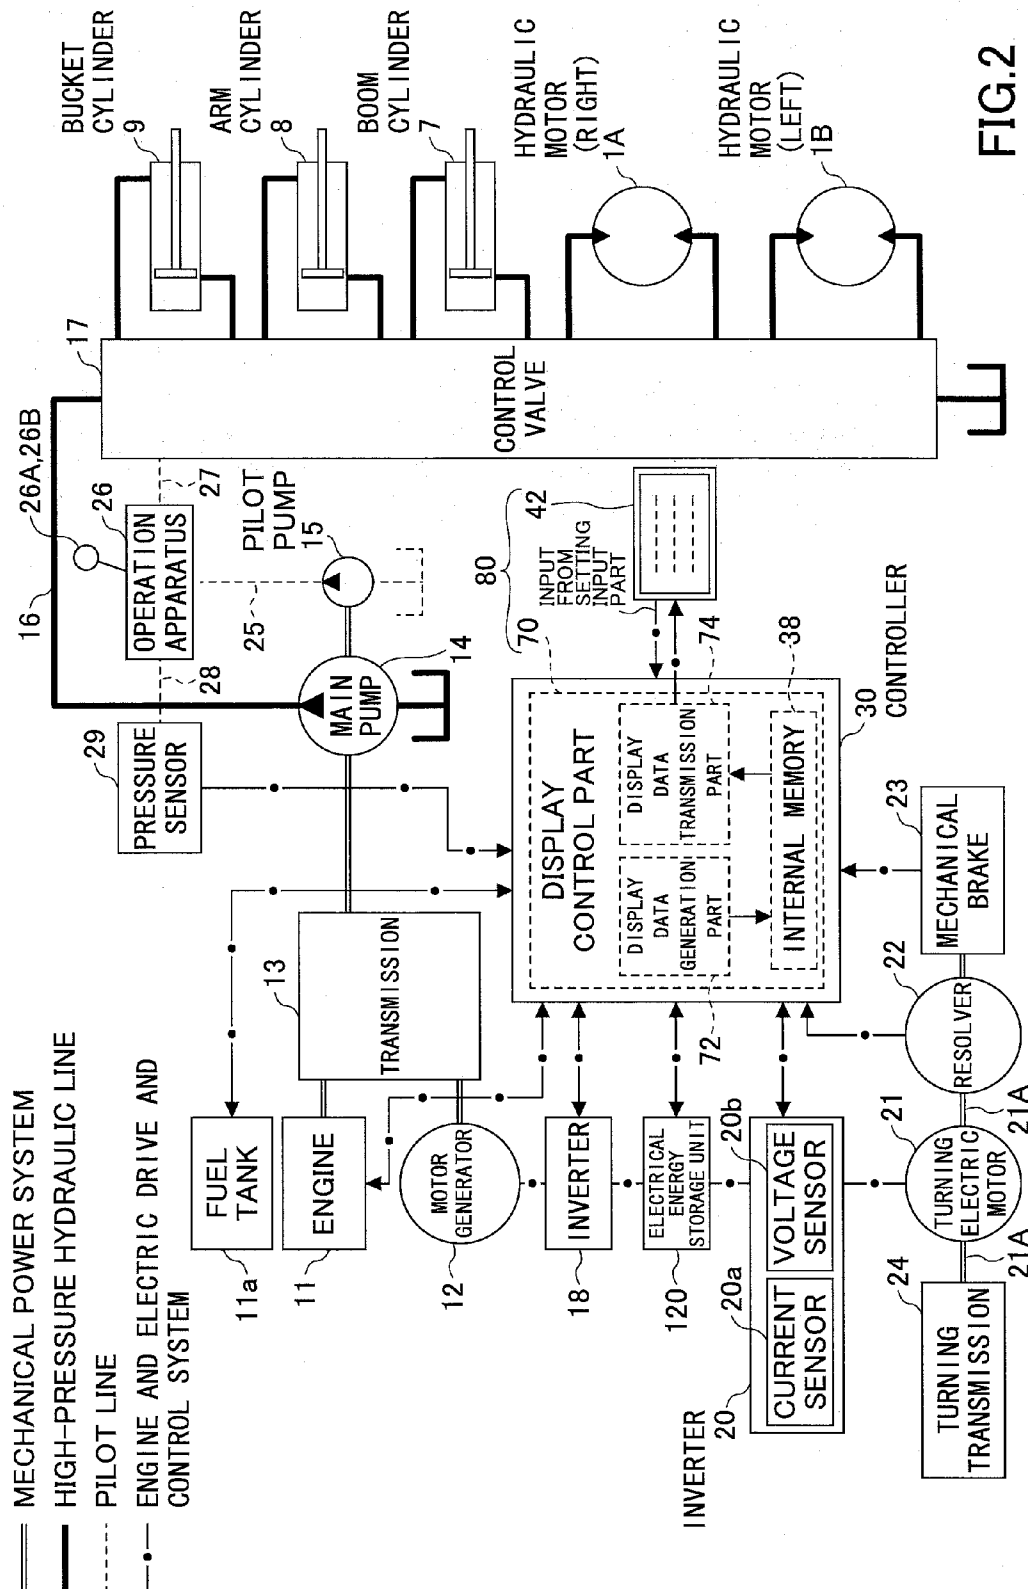 MECHANICAL POWER SYSTEM
HIGH-PRESSURE HYDRAULIC LINE
PILOT LINE
ENGINE AND ELECTRIC DRIVE AND
CONTROL SYSTEM
FIG.2
BUCKET
CYLINDER
9
ARM
CYLINDER
8
BOOM
CYLINDER
7
HYDRAULIC
MOTOR
(RIGHT)
1A
HYDRAULIC
MOTOR
(LEFT)
1B
17
CONTROL
VALVE
16
26A,26B
26
OPERATION
APPARATUS
27
28
25
PILOT
PUMP
15
29
PRESSURE
SENSOR
MAIN
PUMP
14
13
TRANSMISSION
FUEL
TANK
11a
ENGINE
11
MOTOR
GENERATOR
12
INVERTER
18
ELECTRICAL
ENERGY
STORAGE UNIT
120
INVERTER
20
CURRENT
SENSOR
20a
VOLTAGE
SENSOR
20b
80
42
INPUT
FROM
SETTING
INPUT
PART
70
DISPLAY
CONTROL PART
DISPLAY
DATA
GENERATION
PART
72
DISPLAY
DATA
TRANSMISSION
PART
74
INTERNAL MEMORY
38
30
CONTROLLER
TURNING
TRANSMISSION
24
21A
TURNING
ELECTRIC
MOTOR
21
21A
RESOLVER
22
MECHANICAL
BRAKE
23